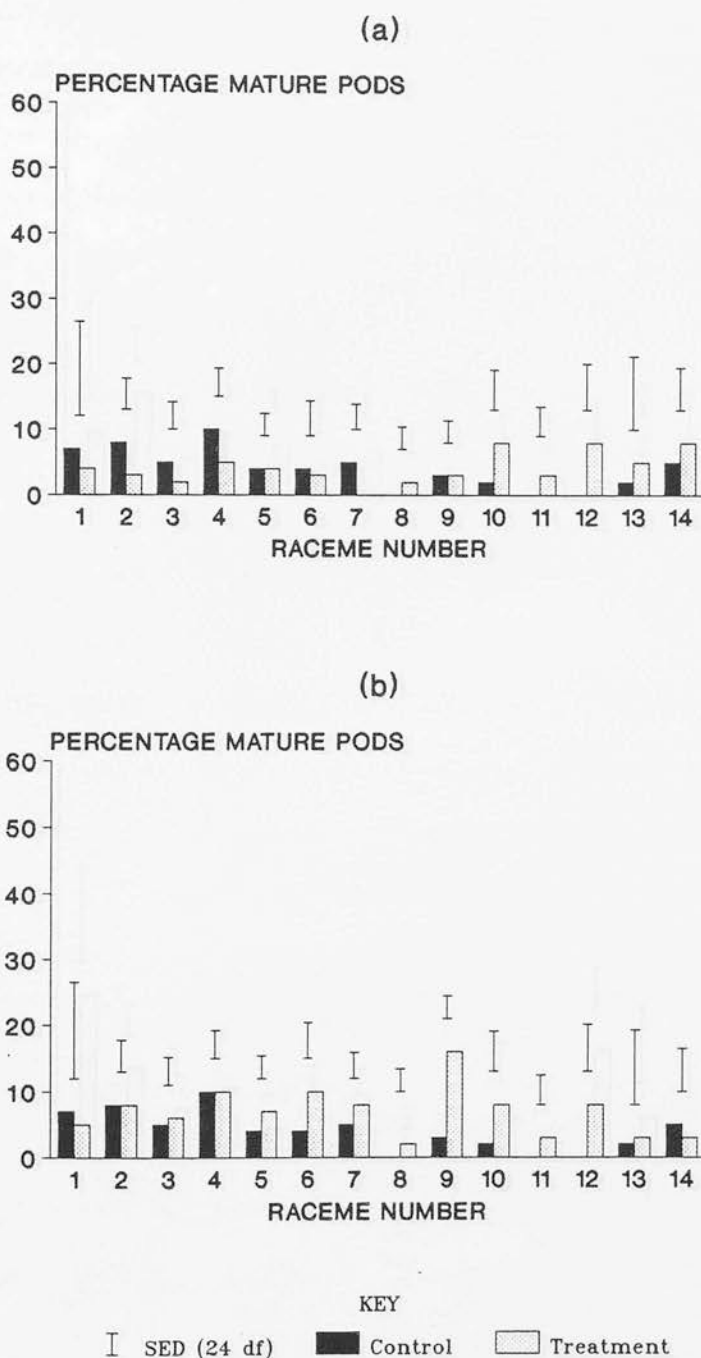 (a)
PERCENTAGE MATURE PODS
60
50
40
30
20
10
0
1 2 3 4 5 6 7 8 9 10 11 12 13 14
RACEME NUMBER
(b)
PERCENTAGE MATURE PODS
60
50
40
30
20
10
0
1 2 3 4 5 6 7 8 9 10 11 12 13 14
RACEME NUMBER
KEY
SED (24 df) Control Treatment